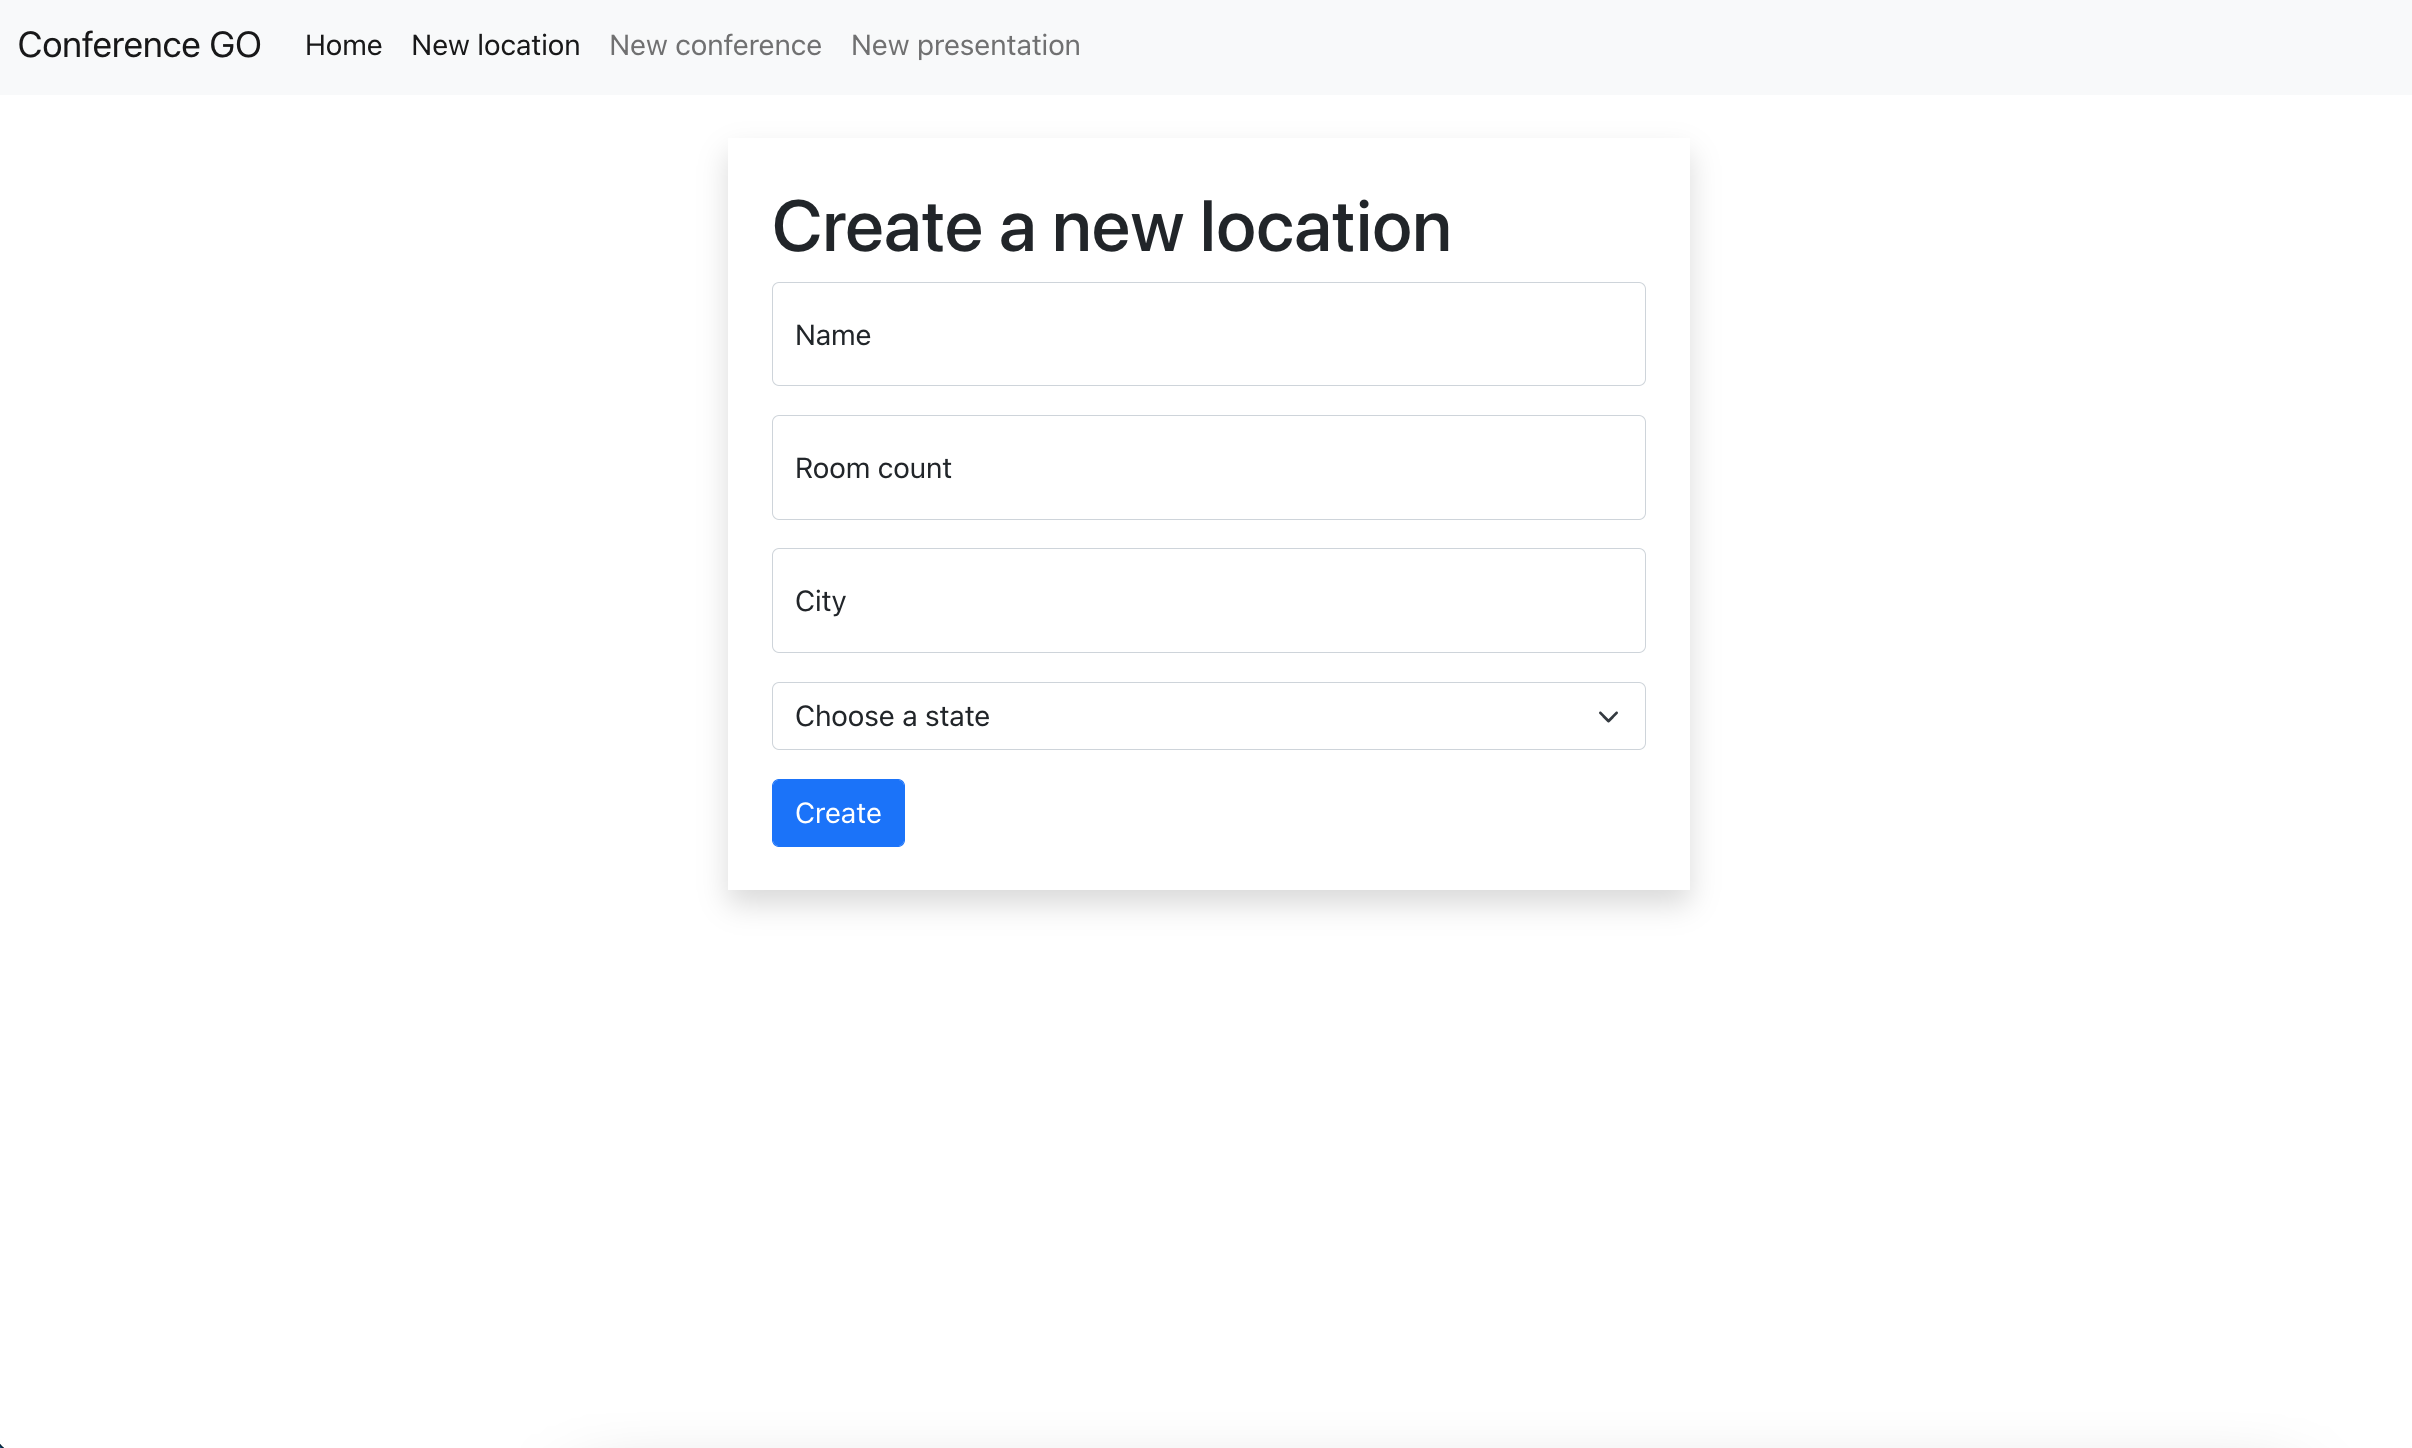 Conference GO Home New location New conference New presentation
Create a new location
Name
Room count
City
Choose a state
Create